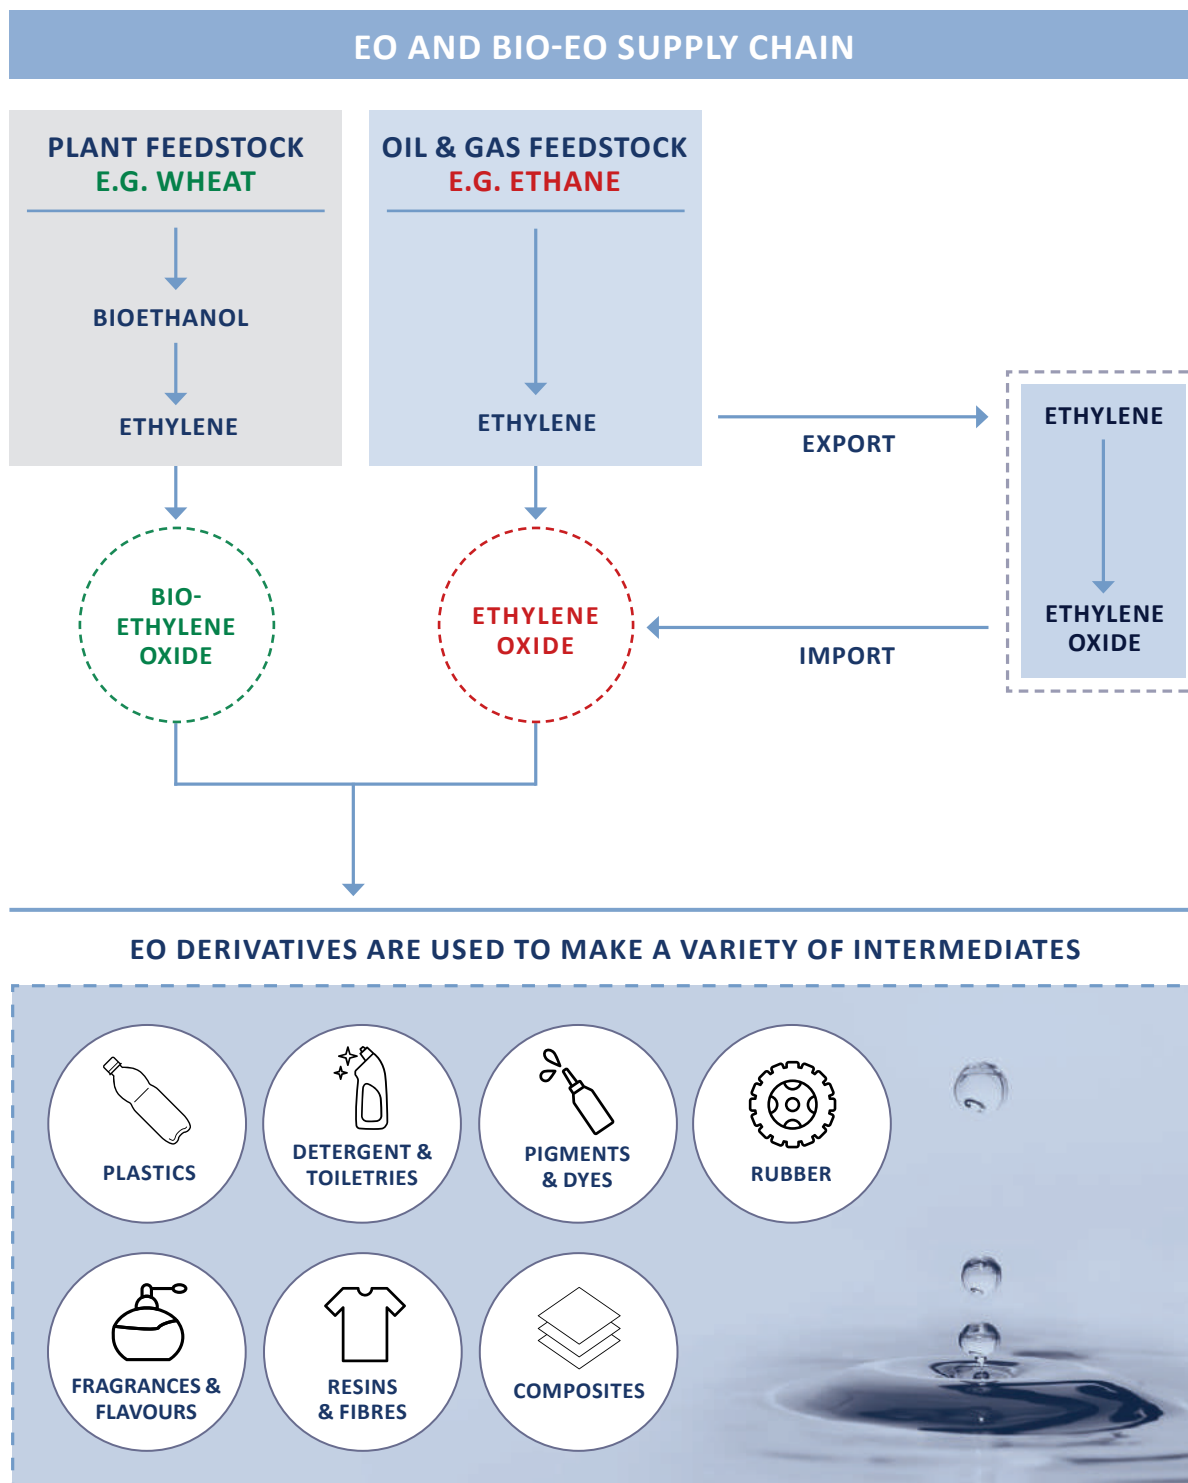 EO AND BIO-EO SUPPLY CHAIN
PLANT FEEDSTOCK
E.G. WHEAT
BIOETHANOL
ETHYLENE
BIO-
ETHYLENE
OXIDE
OIL & GAS FEEDSTOCK
E.G. ETHANE
ETHYLENE
ETHYLENE
OXIDE
EXPORT
IMPORT
ETHYLENE
ETHYLENE
OXIDE
EO DERIVATIVES ARE USED TO MAKE A VARIETY OF INTERMEDIATES
PLASTICS
DETERGENT &
TOILETRIES
PIGMENTS
& DYES
RUBBER
FRAGRANCES &
FLAVOURS
RESINS
& FIBRES
COMPOSITES